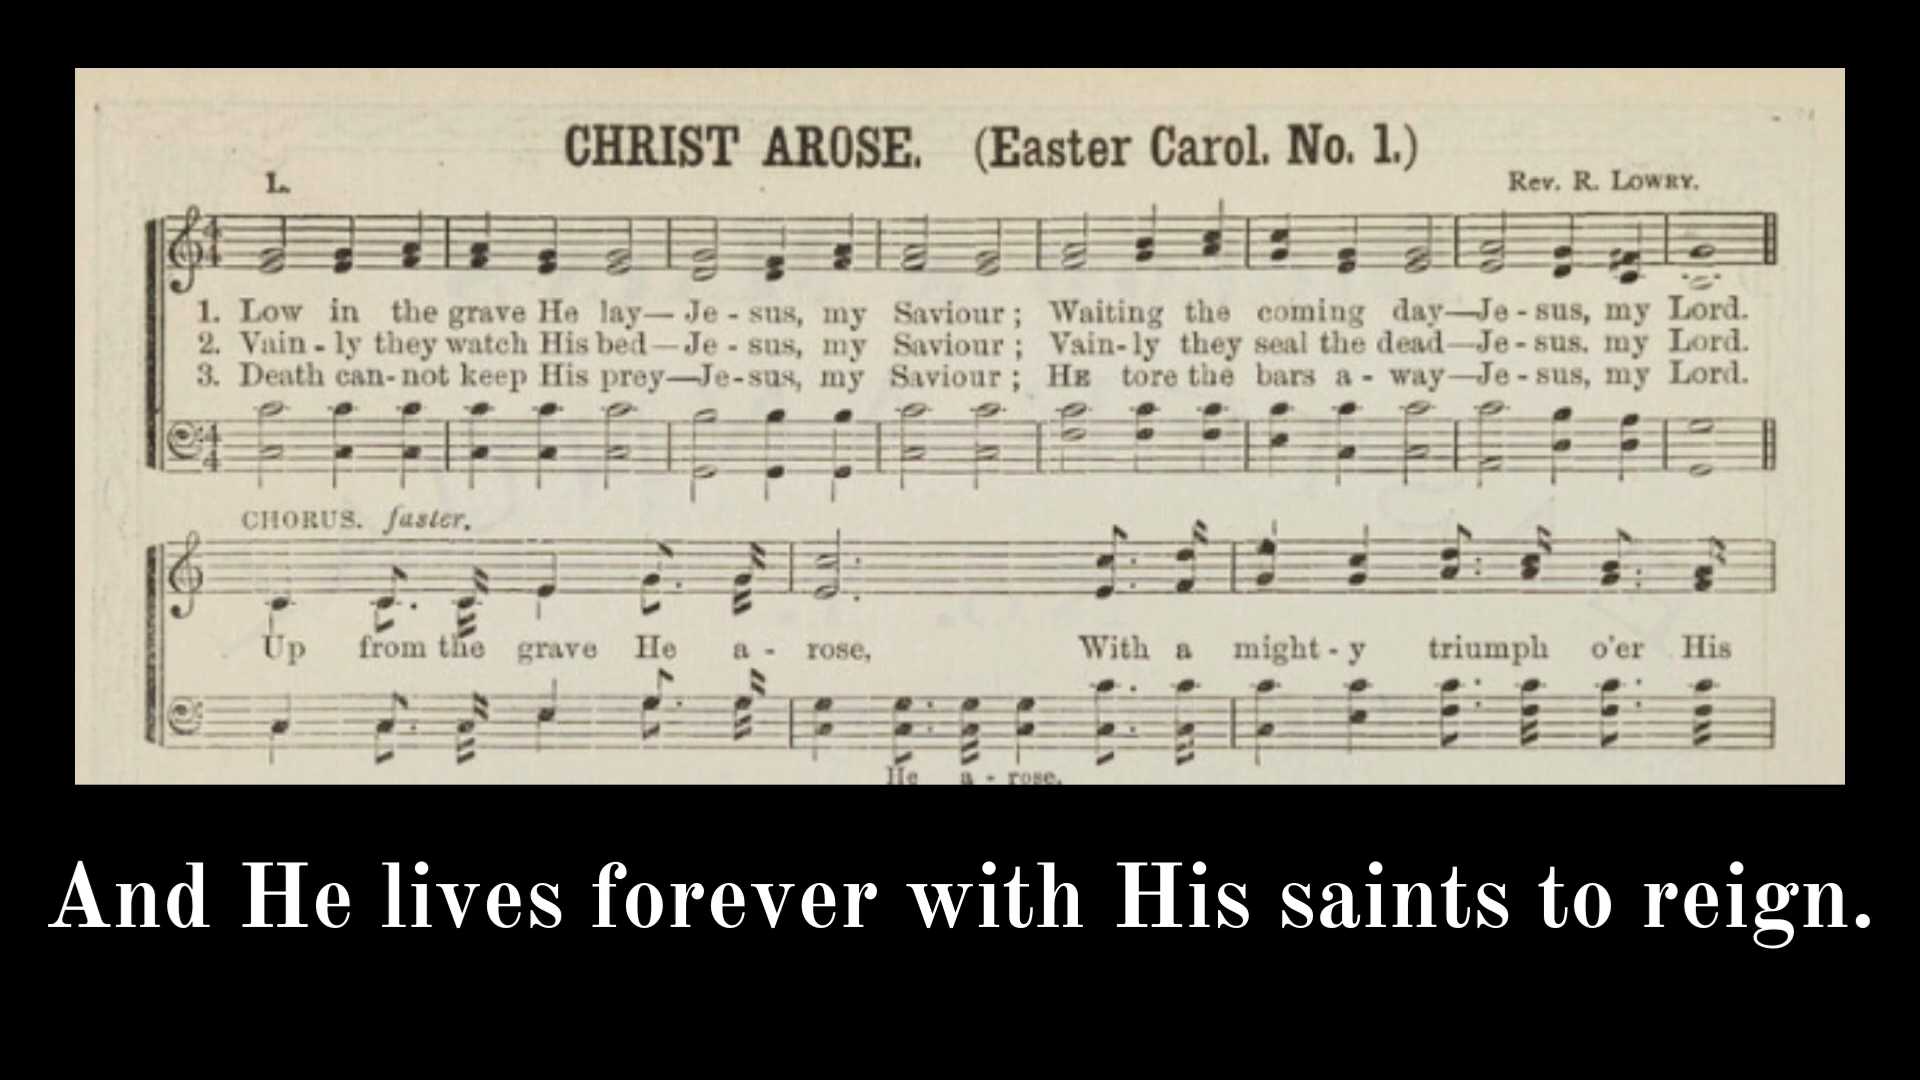 CHRIST AROSE. (Easter Carol. No. 1.)
L.
Rev. R. LOWRY.
1. Low in the grave He lay—Je - sus, my Saviour; Waiting the coming day—Je - sus, my Lord.
2. Vain - ly they watch His bed—Je - sus, my Saviour; Vain- ly they seal the dead—Je - sus. my Lord.
3. Death can-not keep His prey—Je-sus, my Saviour; HE tore the bars a - way—Je - sus, my Lord.
CHORUS. faster.
Up from the grave He a - rose, With a might - y triumph o'er His
He a - rose,
And He lives forever with His saints to reign.